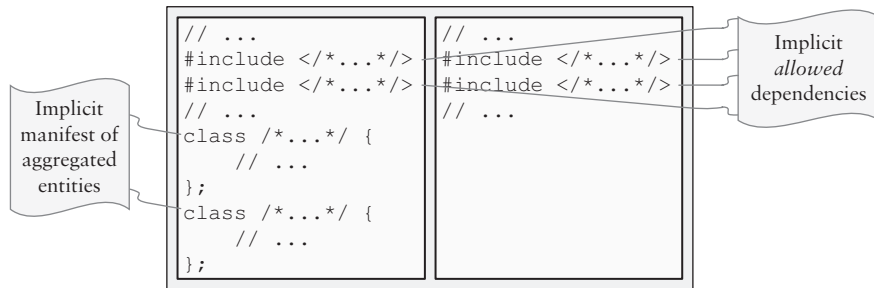 // ...
#include </*...*/>
#include </*...*/>
// ...
class /*...*/ {
    // ...
};
class /*...*/ {
    // ...
};
// ...
#include </*...*/>
#include </*...*/>
// ...
Implicit
manifest of
aggregated
entities
Implicit
allowed
dependencies